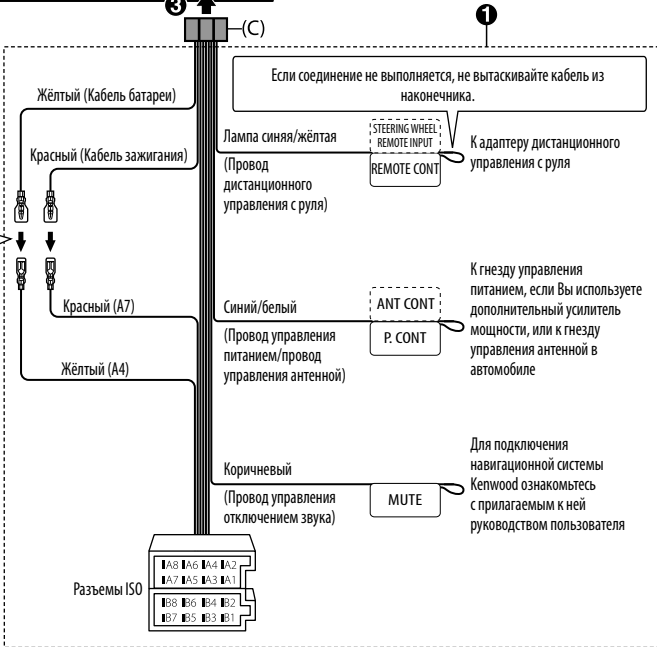 3
(C)
1
Если соединение не выполняется, не вытаскивайте кабель из
наконечника.
Жёлтый (Кабель батареи)
Красный (Кабель зажигания)
Лампа синяя/жёлтая
(Провод
дистанционного
управления с руля)
STEERING WHEEL
REMOTE INPUT
REMOTE CONT
К адаптеру дистанционного
управления с руля
Красный (A7)
Жёлтый (A4)
Синий/белый
(Провод управления
питанием/провод
управления антенной)
ANT CONT
P. CONT
К гнезду управления
питанием, если Вы используете
дополнительный усилитель
мощности, или к гнезду
управления антенной в
автомобиле
Коричневый
(Провод управления
отключением звука)
MUTE
Для подключения
навигационной системы
Kenwood ознакомьтесь
с прилагаемым к ней
руководством пользователя
Разъемы ISO
A8 A6 A4 A2
A7 A5 A3 A1
B8 B6 B4 B2
B7 B5 B3 B1